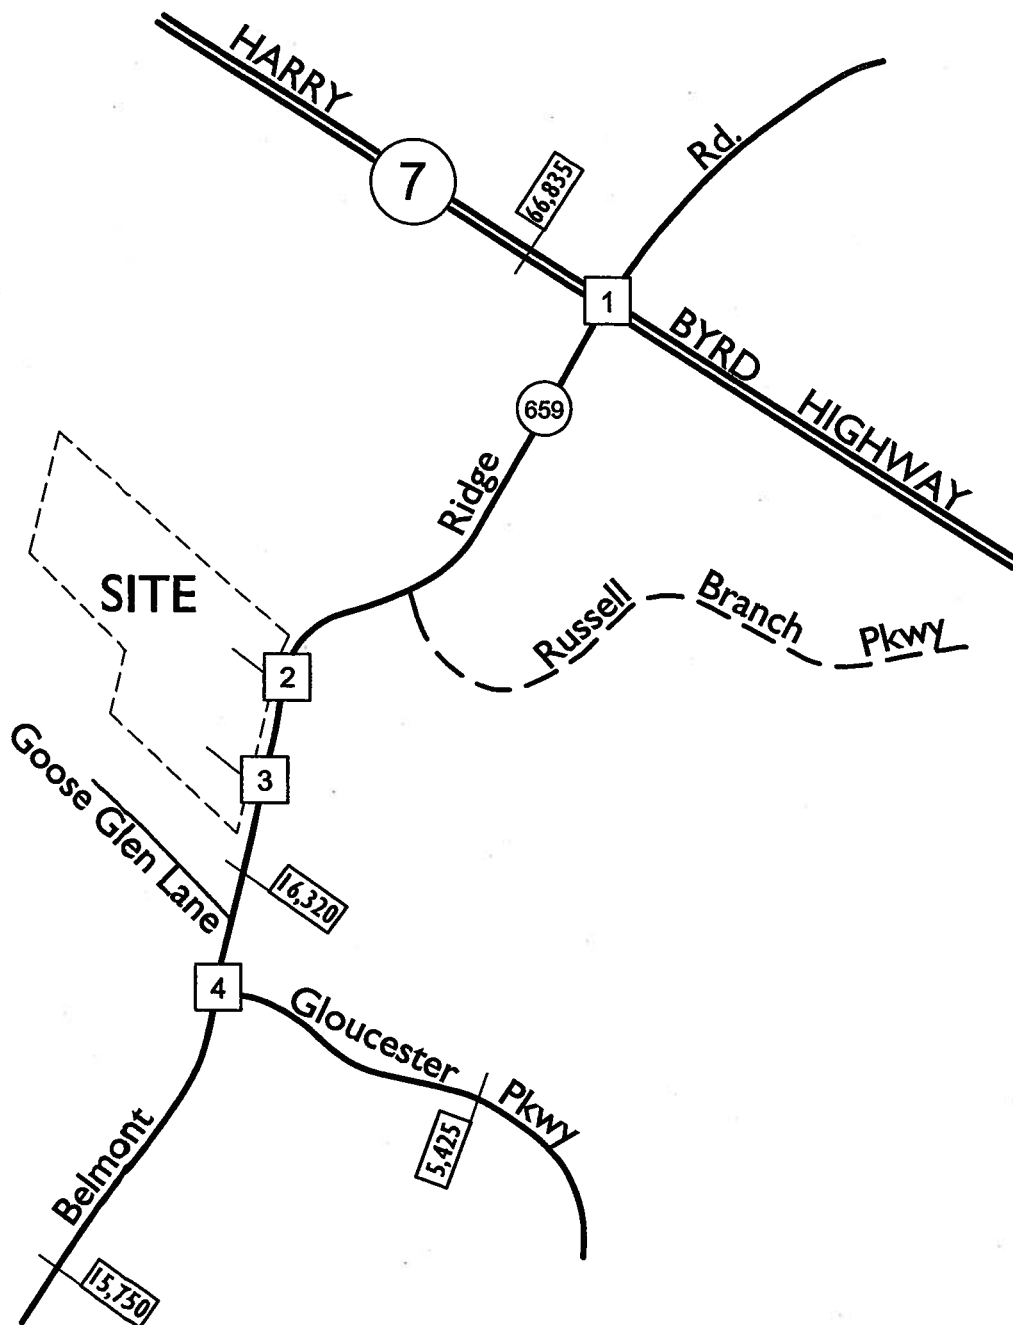 HARRY
7
66,835
Rd.
1
BYRD
HIGHWAY
659
Ridge
SITE
Russell
Branch
Pkwy
2
3
Goose Glen Lane
16,320
4
Gloucester
Pkwy
5,425
Belmont
15,750